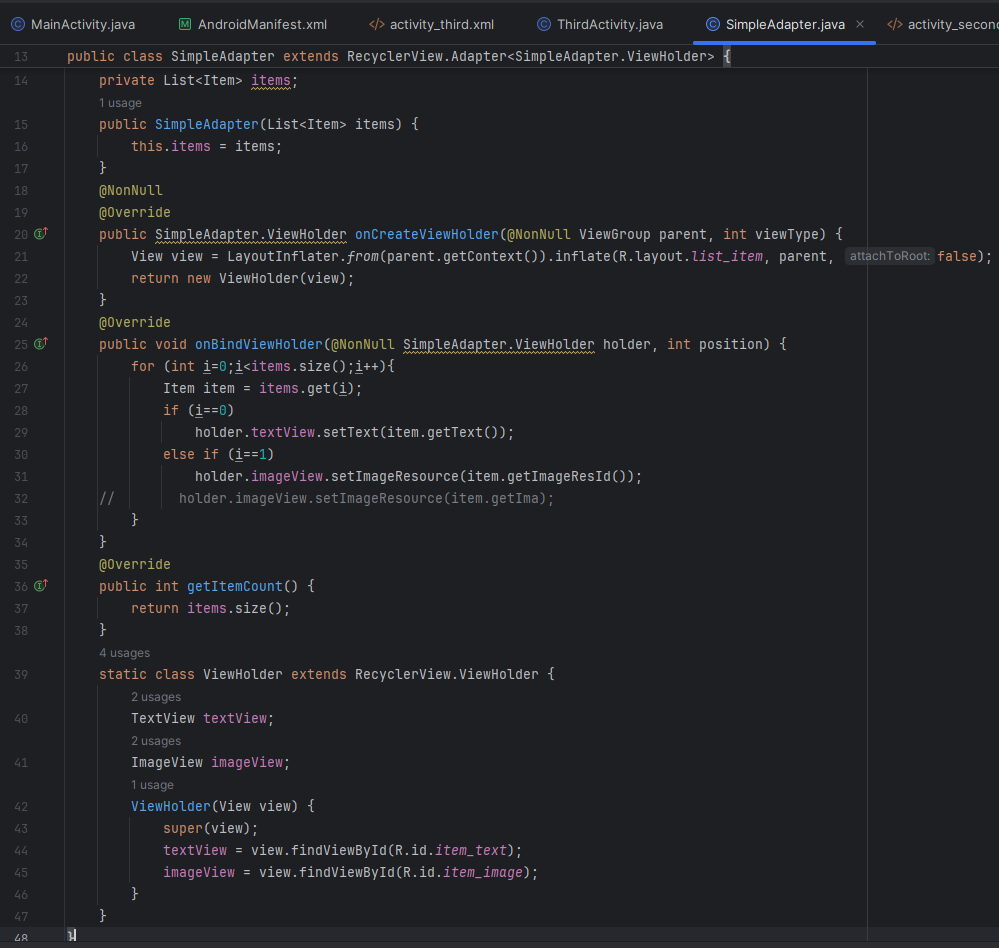 MainActivity.java AndroidManifest.xml activity_third.xml ThirdActivity.java SimpleAdapter.java activity_second
13 public class SimpleAdapter extends RecyclerView.Adapter<SimpleAdapter.ViewHolder> {
14 private List<Item> items;
1 usage
15 public SimpleAdapter(List<Item> items) {
16 this.items = items;
17 }
18 @NonNull
19 @Override
20 public SimpleAdapter.ViewHolder onCreateViewHolder(@NonNull ViewGroup parent, int viewType) {
21 View view = LayoutInflater.from(parent.getContext()).inflate(R.layout.list_item, parent, attachToRoot: false);
22 return new ViewHolder(view);
23 }
24 @Override
25 public void onBindViewHolder(@NonNull SimpleAdapter.ViewHolder holder, int position) {
26 for (int i=0;i<items.size();i++){
27 Item item = items.get(i);
28 if (i==0)
29 holder.textView.setText(item.getText());
30 else if (i==1)
31 holder.imageView.setImageResource(item.getImageResId());
32 // holder.imageView.setImageResource(item.getIma);
33 }
34 }
35 @Override
36 public int getItemCount() {
37 return items.size();
38 }
4 usages
39 static class ViewHolder extends RecyclerView.ViewHolder {
2 usages
40 TextView textView;
2 usages
41 ImageView imageView;
1 usage
42 ViewHolder(View view) {
43 super(view);
44 textView = view.findViewById(R.id.item_text);
45 imageView = view.findViewById(R.id.item_image);
46 }
47 }
48 }